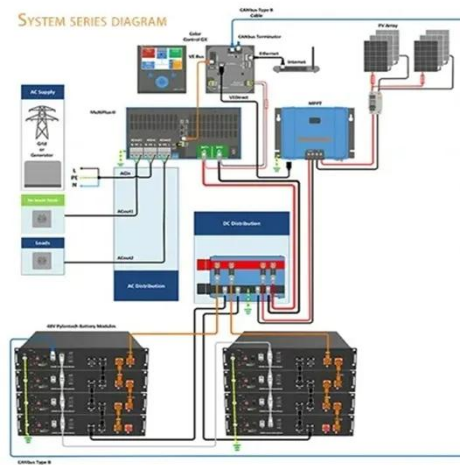 SYSTEM SERIES DIAGRAM
CANbus Type B
Cable
PV Array
Color
Control GX
CANbus Terminator
VE Bus
Ethernet
Internet
AC Supply
VEDirect
MPPT
MultiPlus-II
Grid
or
Generator
L
PE
N
ACin
Loads
ACout1
ACout2
DC Distribution
AC Distribution
48V Pylontech Battery Modules
CANbus Type B